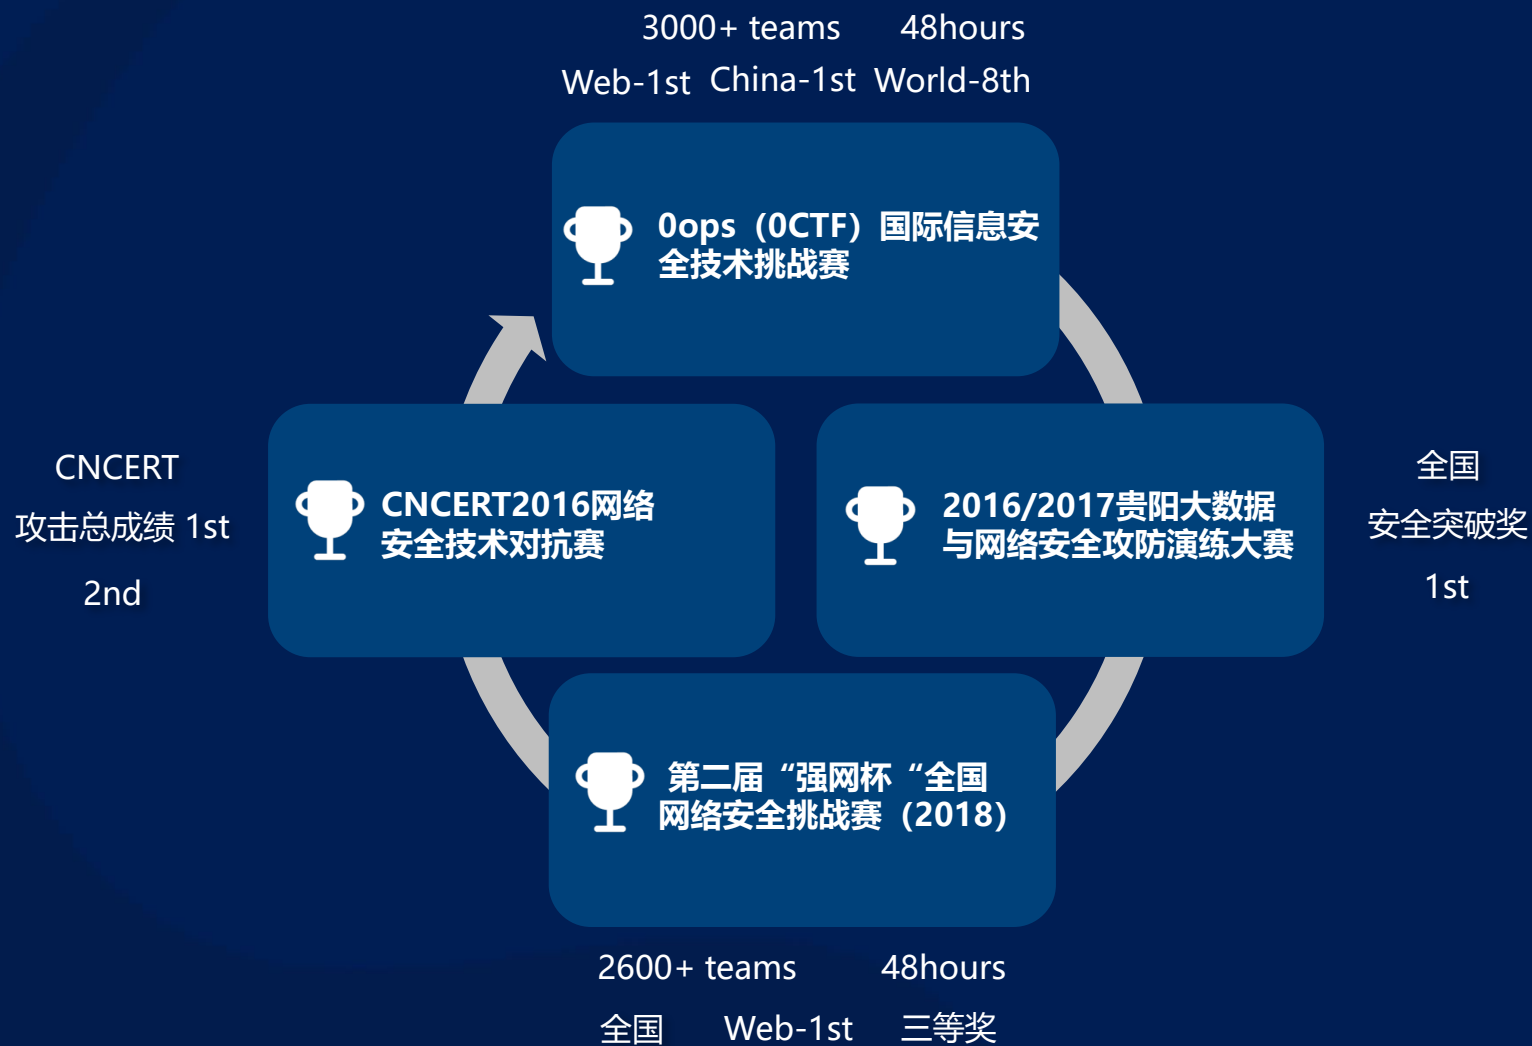 3000+ teams 48hours
Web-1st China-1st World-8th
0ops（0CTF）国际信息安
全技术挑战赛
CNCERT
攻击总成绩 1st
2nd
CNCERT2016网络
安全技术对抗赛
2016/2017贵阳大数据
与网络安全攻防演练大赛
全国
安全突破奖
1st
第二届“强网杯“全国
网络安全挑战赛（2018）
2600+ teams 48hours
全国 Web-1st 三等奖